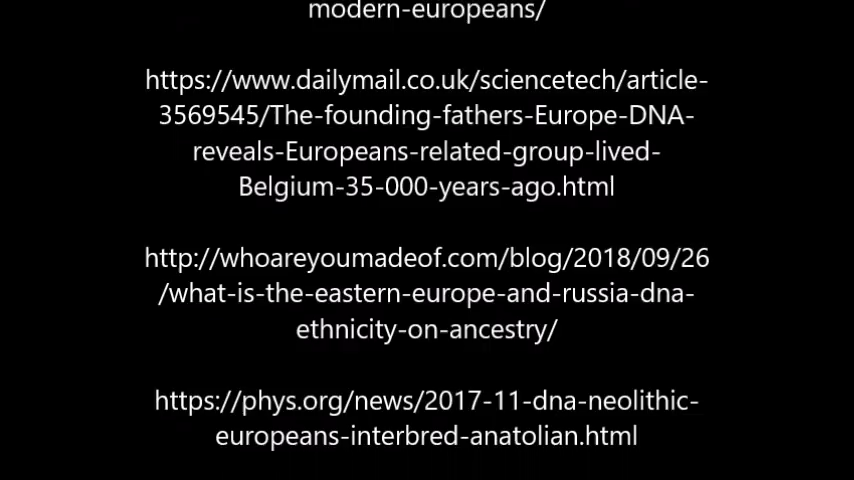 modern-europeans/
https://www.dailymail.co.uk/sciencetech/article-
3569545/The-founding-fathers-Europe-DNA-
reveals-Europeans-related-group-lived-
Belgium-35-000-years-ago.html
http://whoareyoumadeof.com/blog/2018/09/26
/what-is-the-eastern-europe-and-russia-dna-
ethnicity-on-ancestry/
https://phys.org/news/2017-11-dna-neolithic-
europeans-interbred-anatolian.html